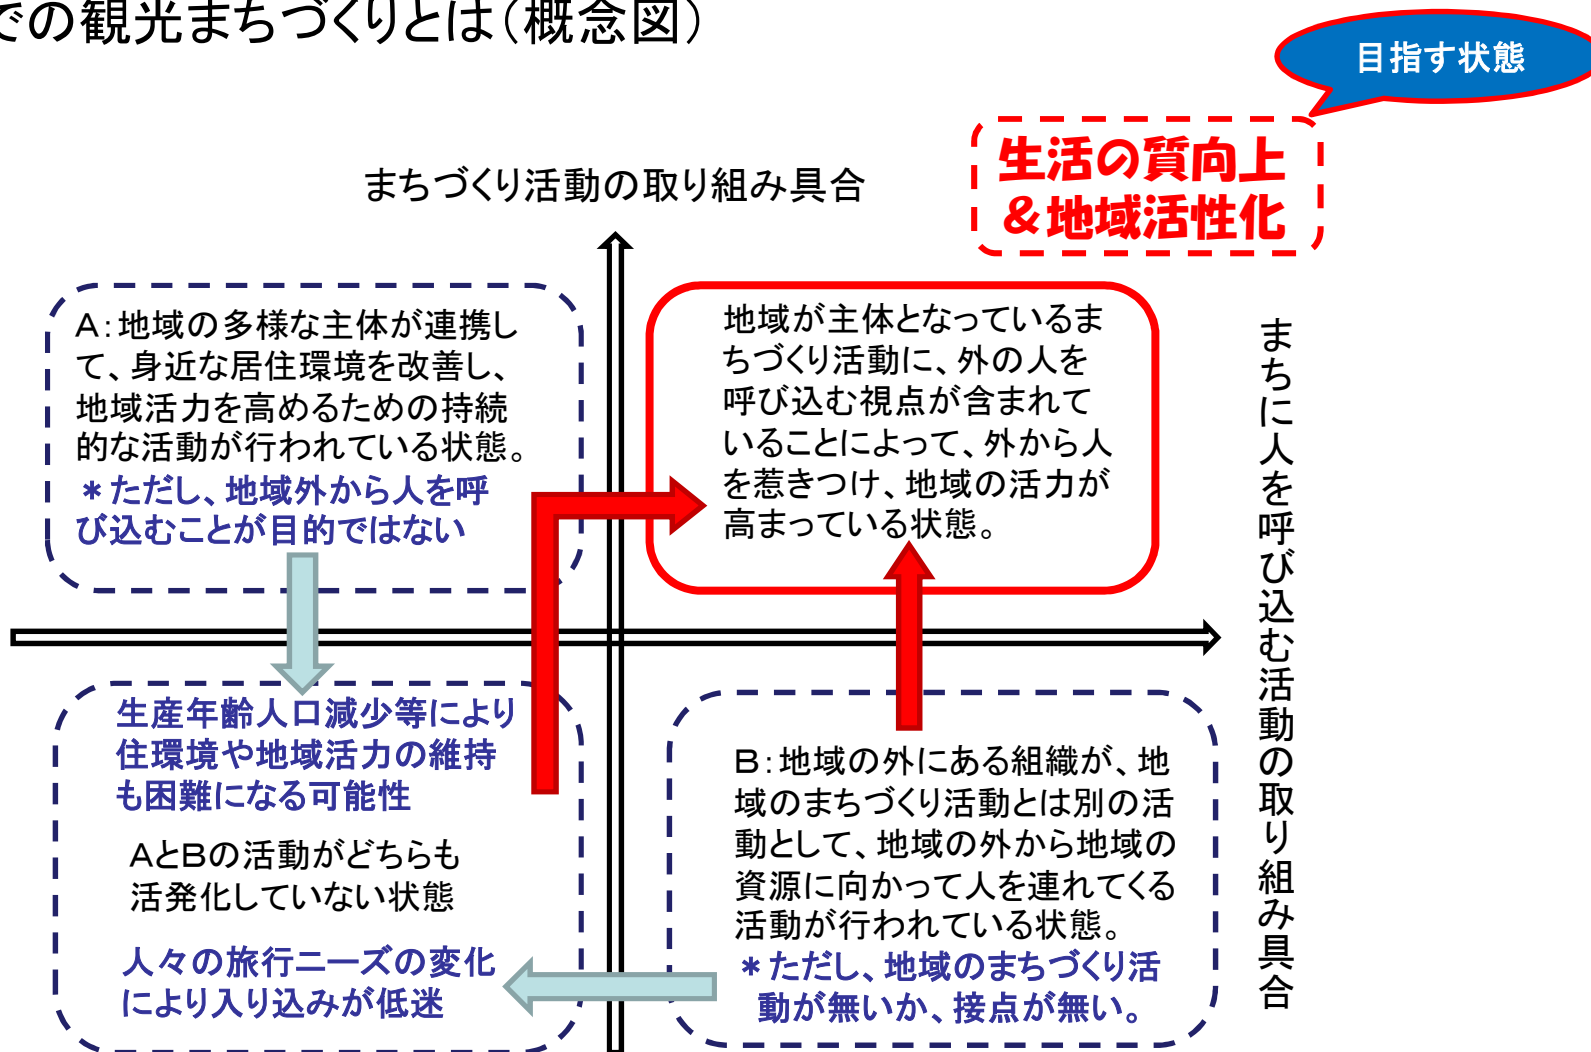 での観光まちづくりとは（概念図）
目指す状態
生活の質向上
＆地域活性化
まちづくり活動の取り組み具合
A：地域の多様な主体が連携し
て、身近な居住環境を改善し、
地域活力を高めるための持続
的な活動が行われている状態。
＊ただし、地域外から人を呼
び込むことが目的ではない
地域が主体となっているま
ちづくり活動に、外の人を
呼び込む視点が含まれて
いることによって、外から人
を惹きつけ、地域の活力が
高まっている状態。
まちに人を呼び込む活動の取り組み具合
生産年齢人口減少等により
住環境や地域活力の維持
も困難になる可能性
AとBの活動がどちらも
活発化していない状態
人々の旅行ニーズの変化
により入り込みが低迷
B：地域の外にある組織が、地
域のまちづくり活動とは別の活
動として、地域の外から地域の
資源に向かって人を連れてくる
活動が行われている状態。
＊ただし、地域のまちづくり活
動が無いか、接点が無い。